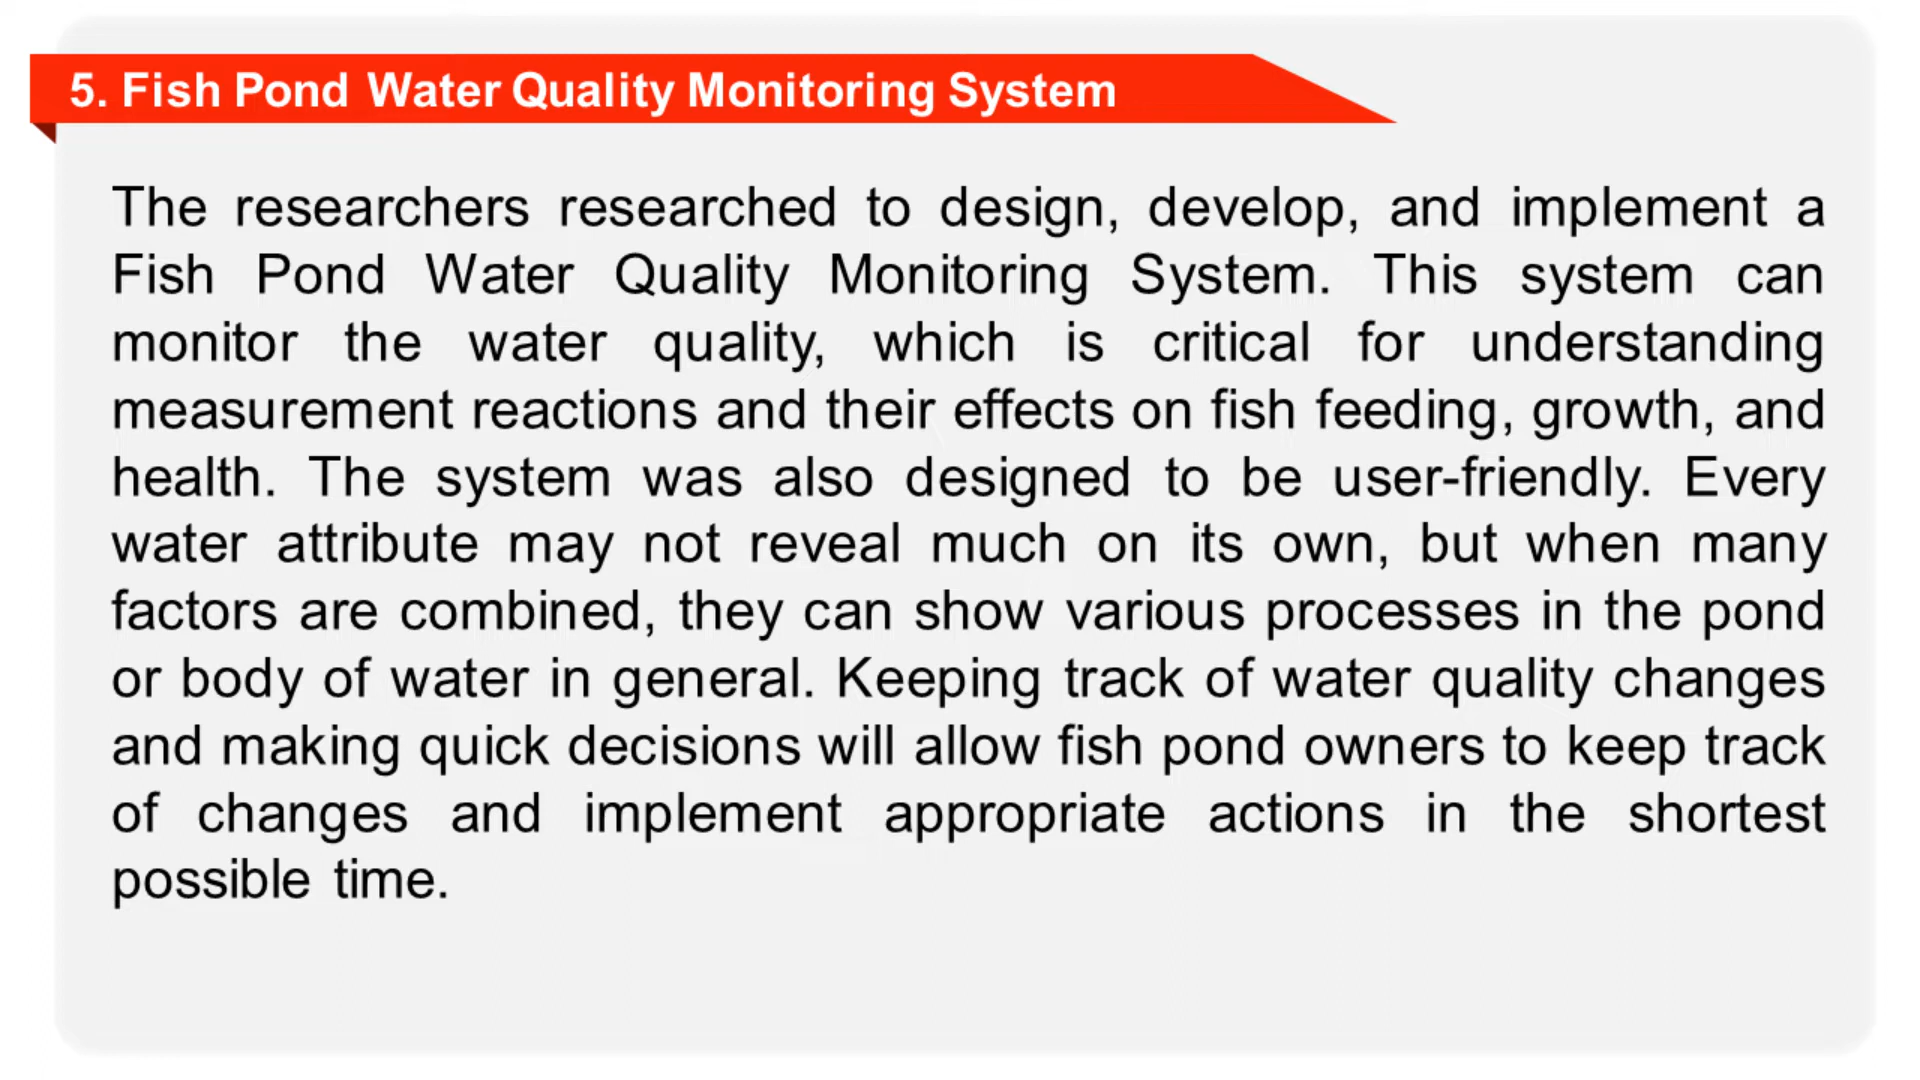 5. Fish Pond Water Quality Monitoring System
The researchers researched to design, develop, and implement a
Fish Pond Water Quality Monitoring System. This system can
monitor the water quality, which is critical for understanding
measurement reactions and their effects on fish feeding, growth, and
health. The system was also designed to be user-friendly. Every
water attribute may not reveal much on its own, but when many
factors are combined, they can show various processes in the pond
or body of water in general. Keeping track of water quality changes
and making quick decisions will allow fish pond owners to keep track
of changes and implement appropriate actions in the shortest
possible time.